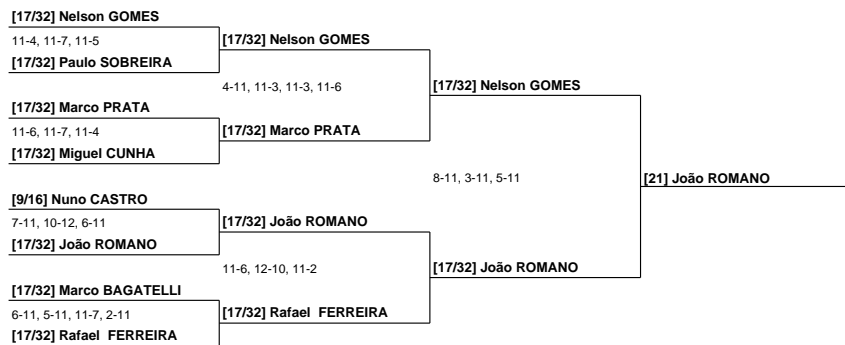 [17/32] Nelson GOMES
11-4, 11-7, 11-5
[17/32] Nelson GOMES
[17/32] Paulo SOBREIRA
4-11, 11-3, 11-3, 11-6
[17/32] Nelson GOMES
[17/32] Marco PRATA
11-6, 11-7, 11-4
[17/32] Marco PRATA
[17/32] Miguel CUNHA
8-11, 3-11, 5-11
[21] João ROMANO
[9/16] Nuno CASTRO
7-11, 10-12, 6-11
[17/32] João ROMANO
[17/32] João ROMANO
11-6, 12-10, 11-2
[17/32] João ROMANO
[17/32] Marco BAGATELLI
6-11, 5-11, 11-7, 2-11
[17/32] Rafael FERREIRA
[17/32] Rafael FERREIRA